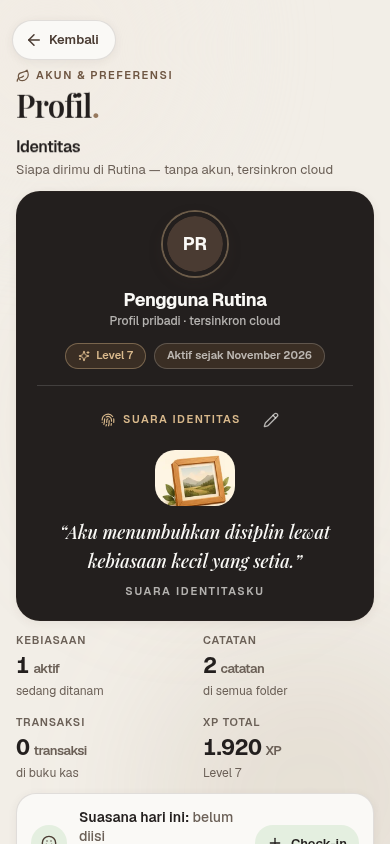 Kembali
AKUN & PREFERENSI
Profil.
Identitas
Siapa dirimu di Rutina — tanpa akun, tersinkron cloud
PR
Pengguna Rutina
Profil pribadi · tersinkron cloud
Level 7
Aktif sejak November 2026
SUARA IDENTITAS
“Aku menumbuhkan disiplin lewat
kebiasaan kecil yang setia.”
SUARA IDENTITASKU
KEBIASAAN
1 aktif
sedang ditanam
CATATAN
2 catatan
di semua folder
TRANSAKSI
0 transaksi
di buku kas
XP TOTAL
1.920 XP
Level 7
Suasana hari ini: belum
diisi
Check-in